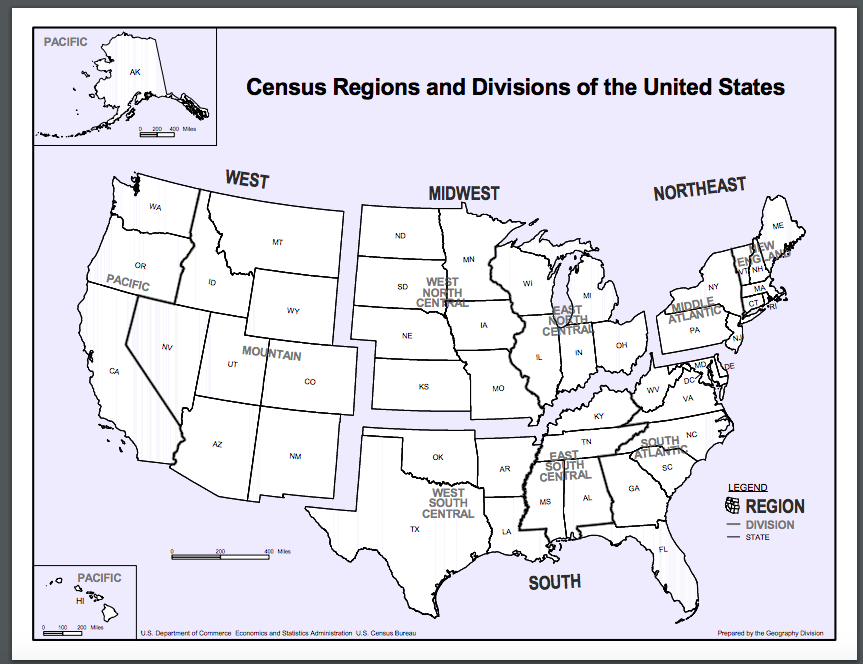 PACIFIC
AK
0 200 400 Miles
Census Regions and Divisions of the United States
WEST
MIDWEST
NORTHEAST
WA
OR
PACIFIC
ID
MT
WY
NV
CA
UT
MOUNTAIN
CO
AZ
NM
ND
SD
MN
WEST
NORTH
CENTRAL
NE
IA
KS
MO
WI
MI
EAST
NORTH
CENTRAL
IL
IN
OH
ME
NEW
ENGLAND
VT
NH
NY
MA
CT
RI
MIDDLE
ATLANTIC
PA
NJ
MD
DE
DC
WV
VA
KY
TN
NC
SOUTH
ATLANTIC
SC
GA
FL
EAST
SOUTH
CENTRAL
MS
AL
OK
AR
WEST
SOUTH
CENTRAL
TX
LA
SOUTH
0 200 400 Miles
LEGEND
REGION
DIVISION
STATE
PACIFIC
HI
0 100 200 Miles
U.S. Department of Commerce Economics and Statistics Administration U.S. Census Bureau
Prepared by the Geography Division